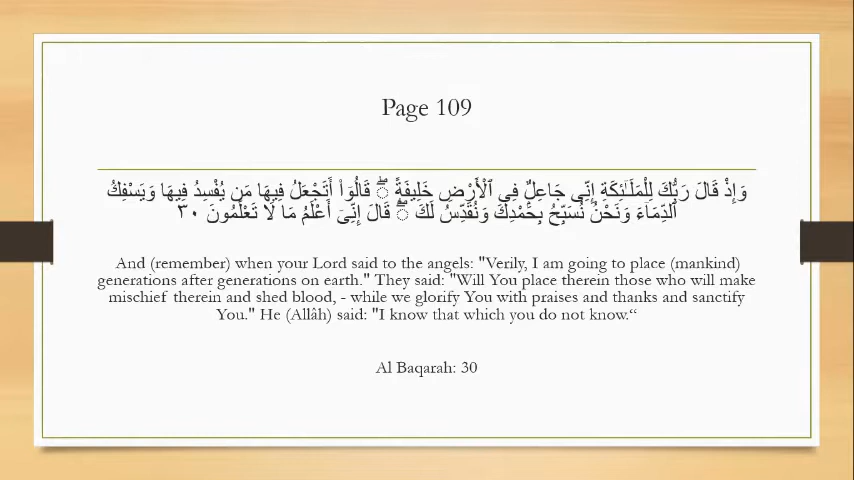 Page 109
وَإِذْ قَالَ رَبُّكَ لِلْمَلَـٰٓئِكَةِ إِنِّى جَاعِلٌ فِى ٱلْأَرْضِ خَلِيفَةً ۖ قَالُوٓا۟ أَتَجْعَلُ فِيهَا مَن يُفْسِدُ فِيهَا وَيَسْفِكُ
ٱلدِّمَآءَ وَنَحْنُ نُسَبِّحُ بِحَمْدِكَ وَنُقَدِّسُ لَكَ ۖ قَالَ إِنِّىٓ أَعْلَمُ مَا لَا تَعْلَمُونَ ٣٠
And (remember) when your Lord said to the angels: "Verily, I am going to place (mankind)
generations after generations on earth." They said: "Will You place therein those who will make
mischief therein and shed blood, - while we glorify You with praises and thanks and sanctify
You." He (Allâh) said: "I know that which you do not know.“
Al Baqarah: 30